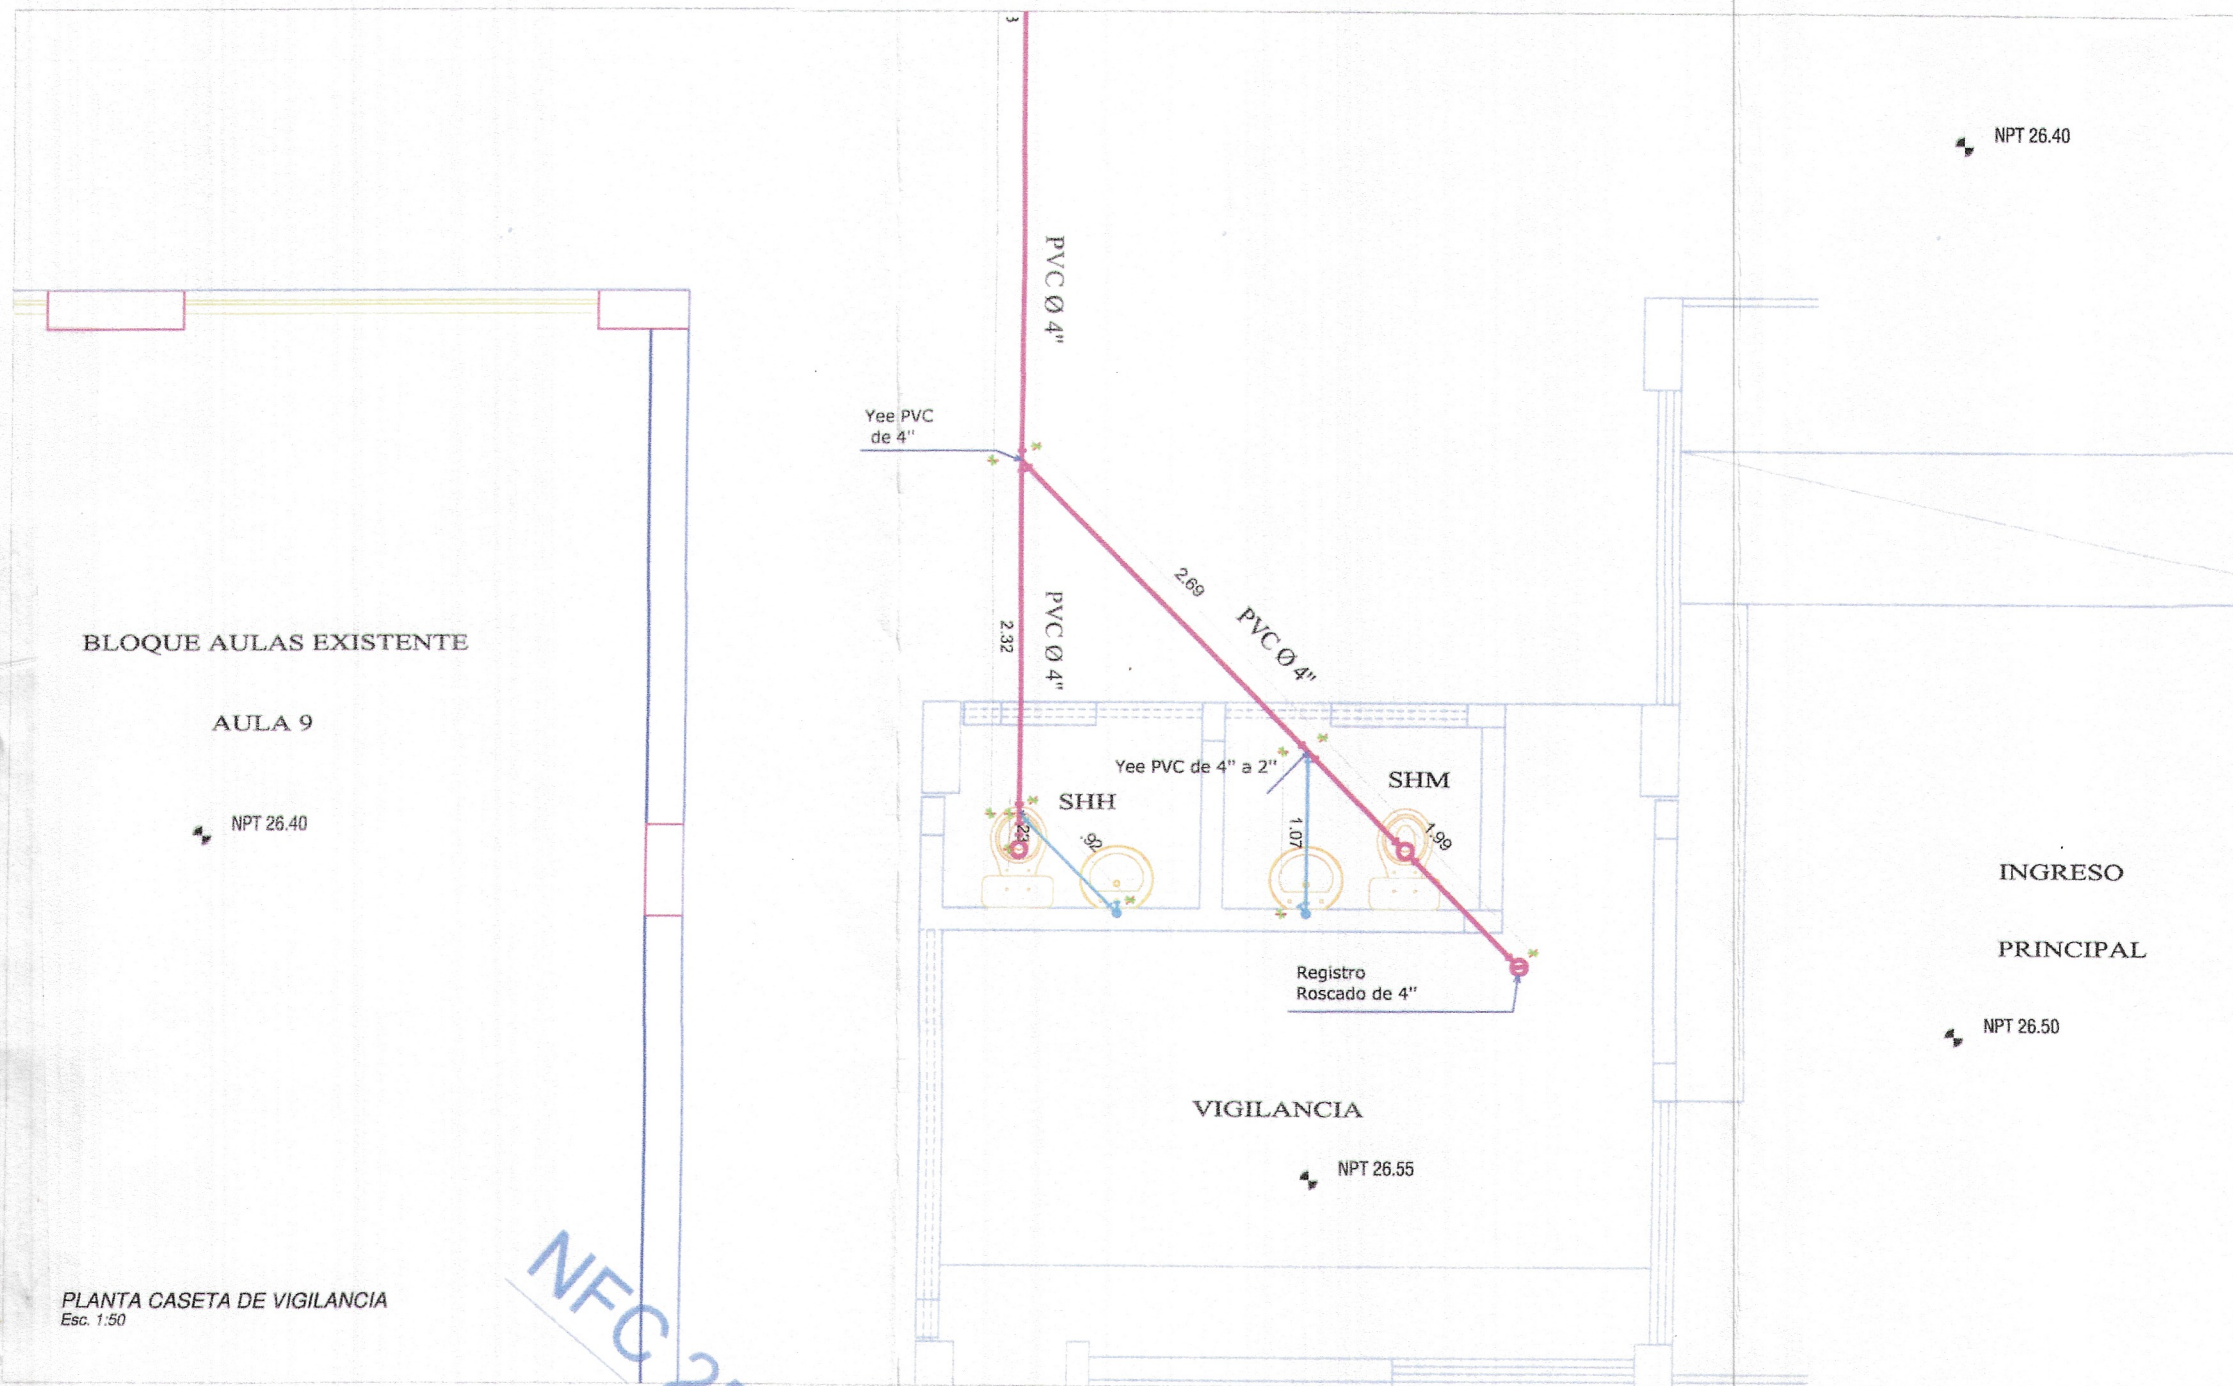 3
NPT 26.40
PVC Ø 4"
Yee PVC
de 4"
2.69
PVC Ø 4"
2.32
PVC Ø 4"
BLOQUE AULAS EXISTENTE
AULA 9
NPT 26.40
Yee PVC de 4" a 2"
SHM
SHH
.92
1.07
1.99
INGRESO
PRINCIPAL
Registro
Roscado de 4"
NPT 26.50
VIGILANCIA
NPT 26.55
PLANTA CASETA DE VIGILANCIA
Esc. 1:50
NFC